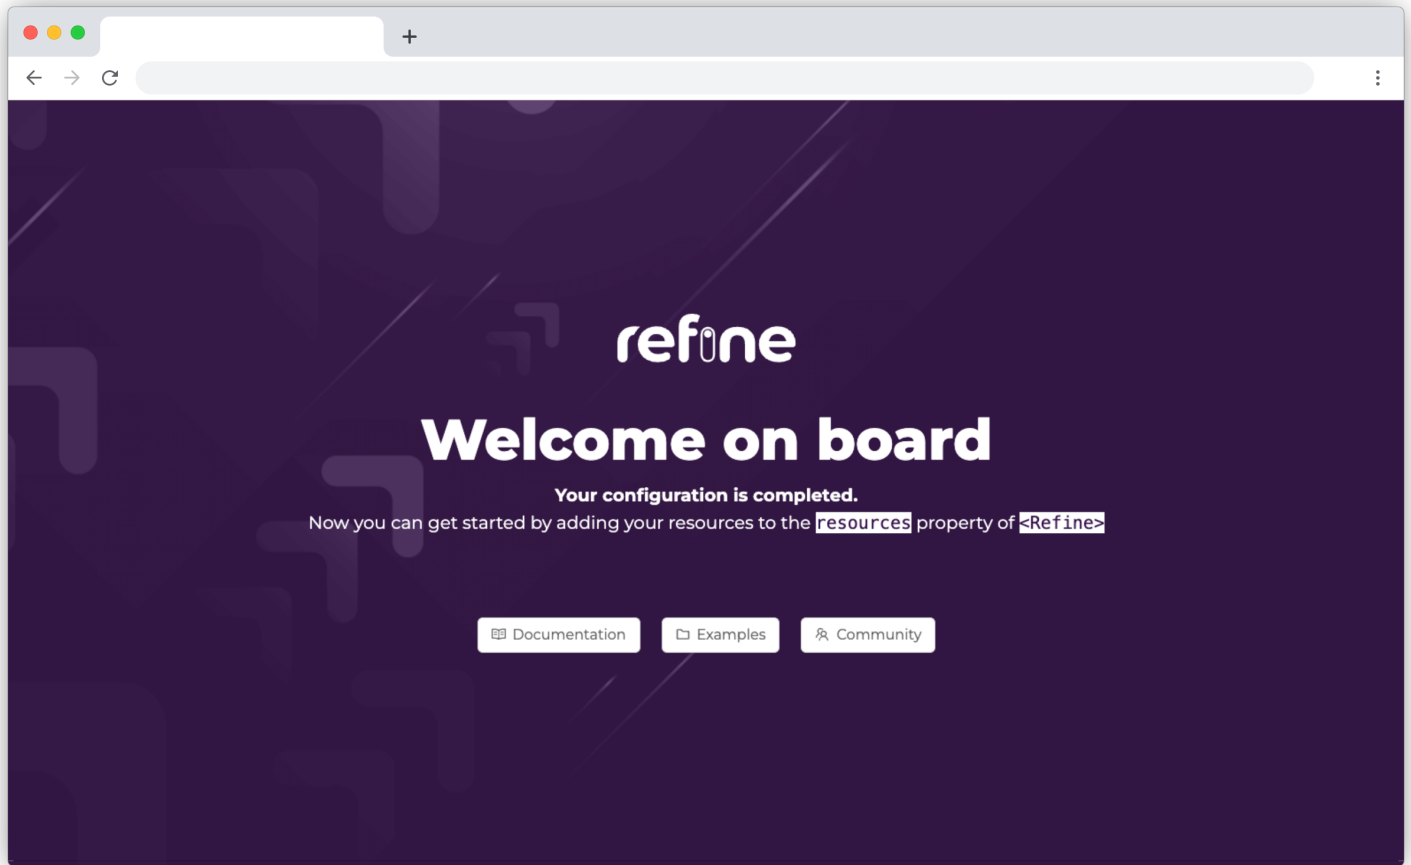 refine
Welcome on board
Your configuration is completed.
Now you can get started by adding your resources to the resources property of <Refine>
Documentation Examples Community